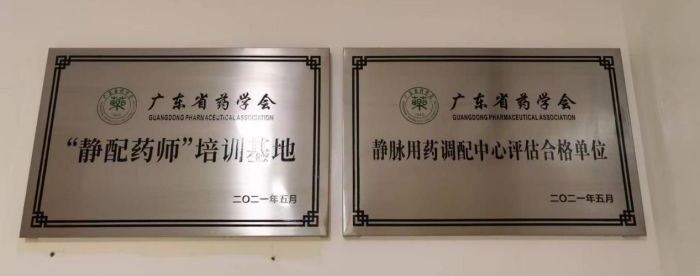 广东省药学会
GUANGDONG PHARMACEUTICAL ASSOCIATION
“静配药师”培训基地
二〇二一年五月
广东省药学会
GUANGDONG PHARMACEUTICAL ASSOCIATION
静脉用药调配中心评估合格单位
二〇二一年五月